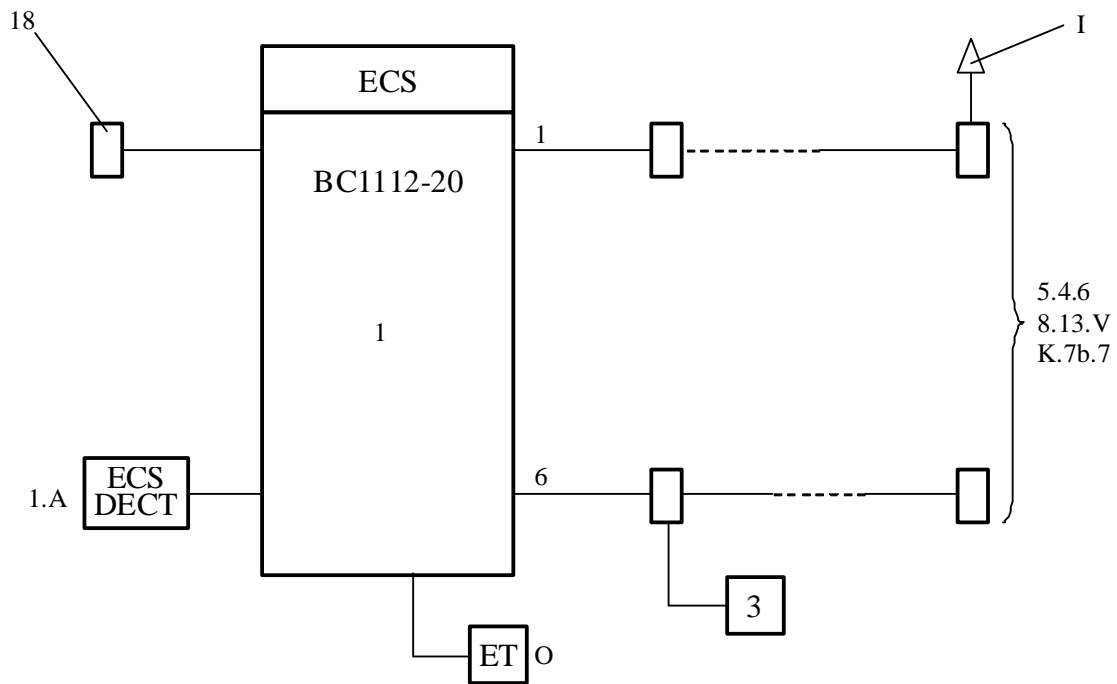 18
I
ECS
1
BC1112-20
5.4.6
8.13.V
K.7b.7
1
1.A
ECS
DECT
6
3
ET
O